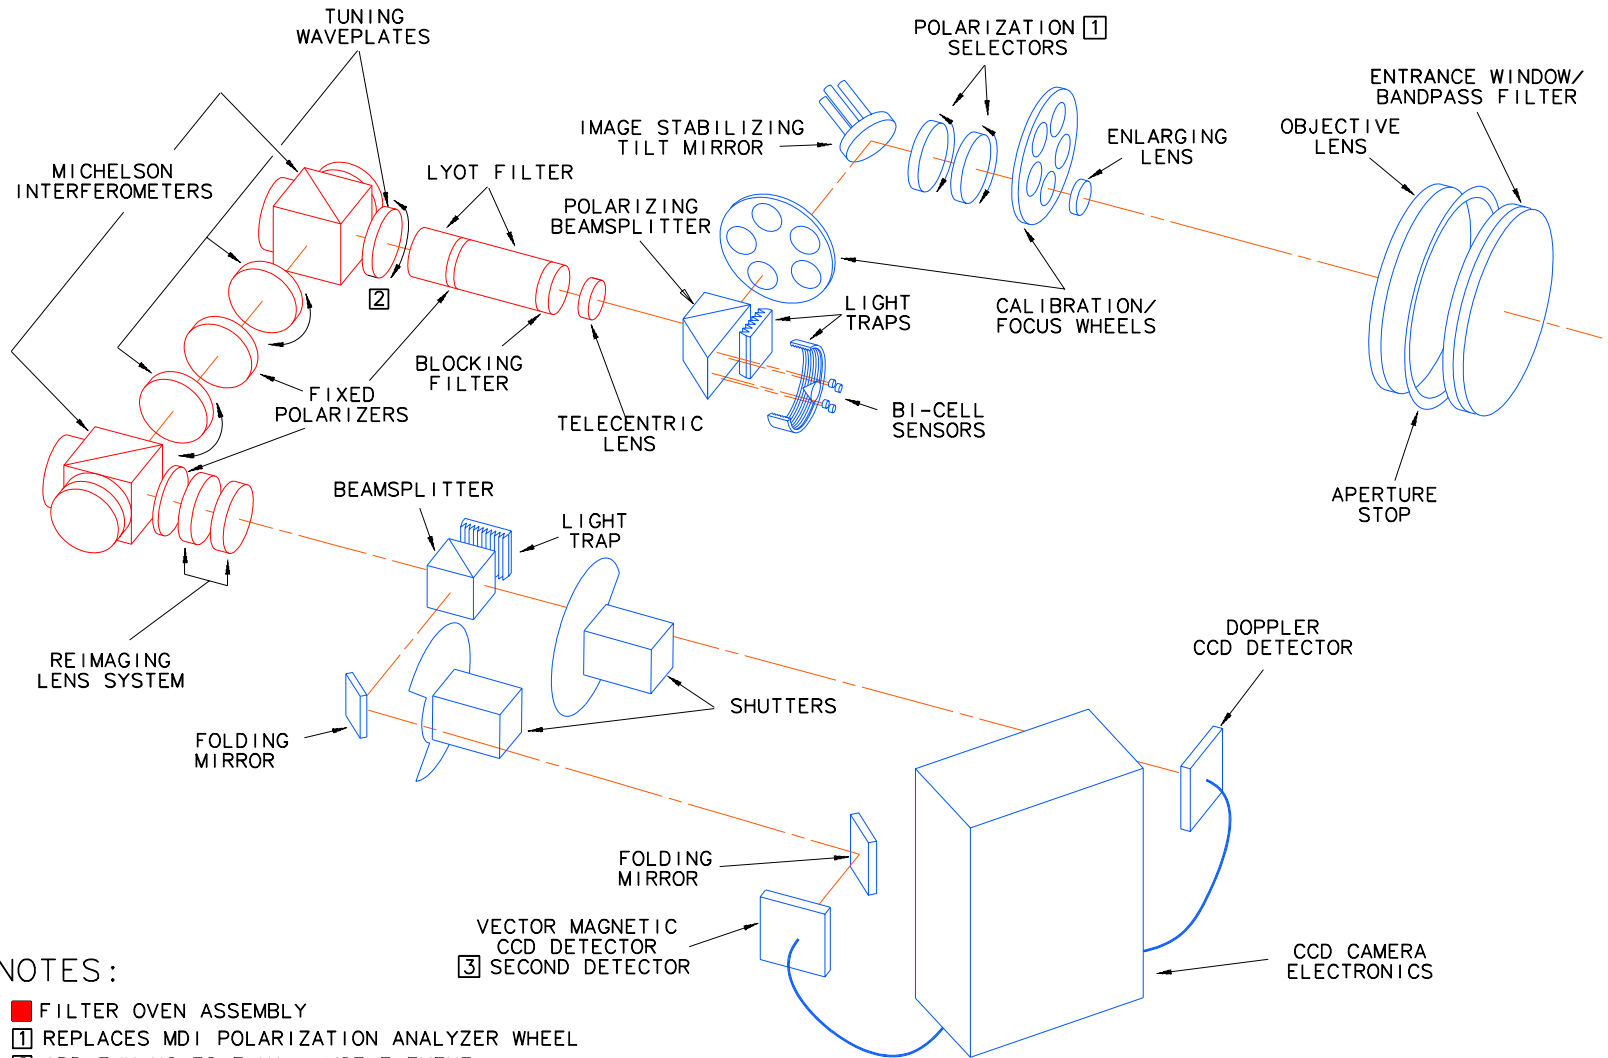 TUNING
WAVEPLATES
POLARIZATION 1
SELECTORS
ENTRANCE WINDOW/
BANDPASS FILTER
IMAGE STABILIZING
TILT MIRROR
ENLARGING
LENS
OBJECTIVE
LENS
MICHELSON
INTERFEROMETERS
LYOT FILTER
POLARIZING
BEAMSPLITTER
2
LIGHT
TRAPS
CALIBRATION/
FOCUS WHEELS
BLOCKING
FILTER
FIXED
POLARIZERS
TELECENTRIC
LENS
BI-CELL
SENSORS
BEAMSPLITTER
LIGHT
TRAP
APERTURE
STOP
REIMAGING
LENS SYSTEM
DOPPLER
CCD DETECTOR
SHUTTERS
FOLDING
MIRROR
FOLDING
MIRROR
VECTOR MAGNETIC
CCD DETECTOR
3 SECOND DETECTOR
CCD CAMERA
ELECTRONICS
NOTES:
FILTER OVEN ASSEMBLY
1 REPLACES MDI POLARIZATION ANALYZER WHEEL